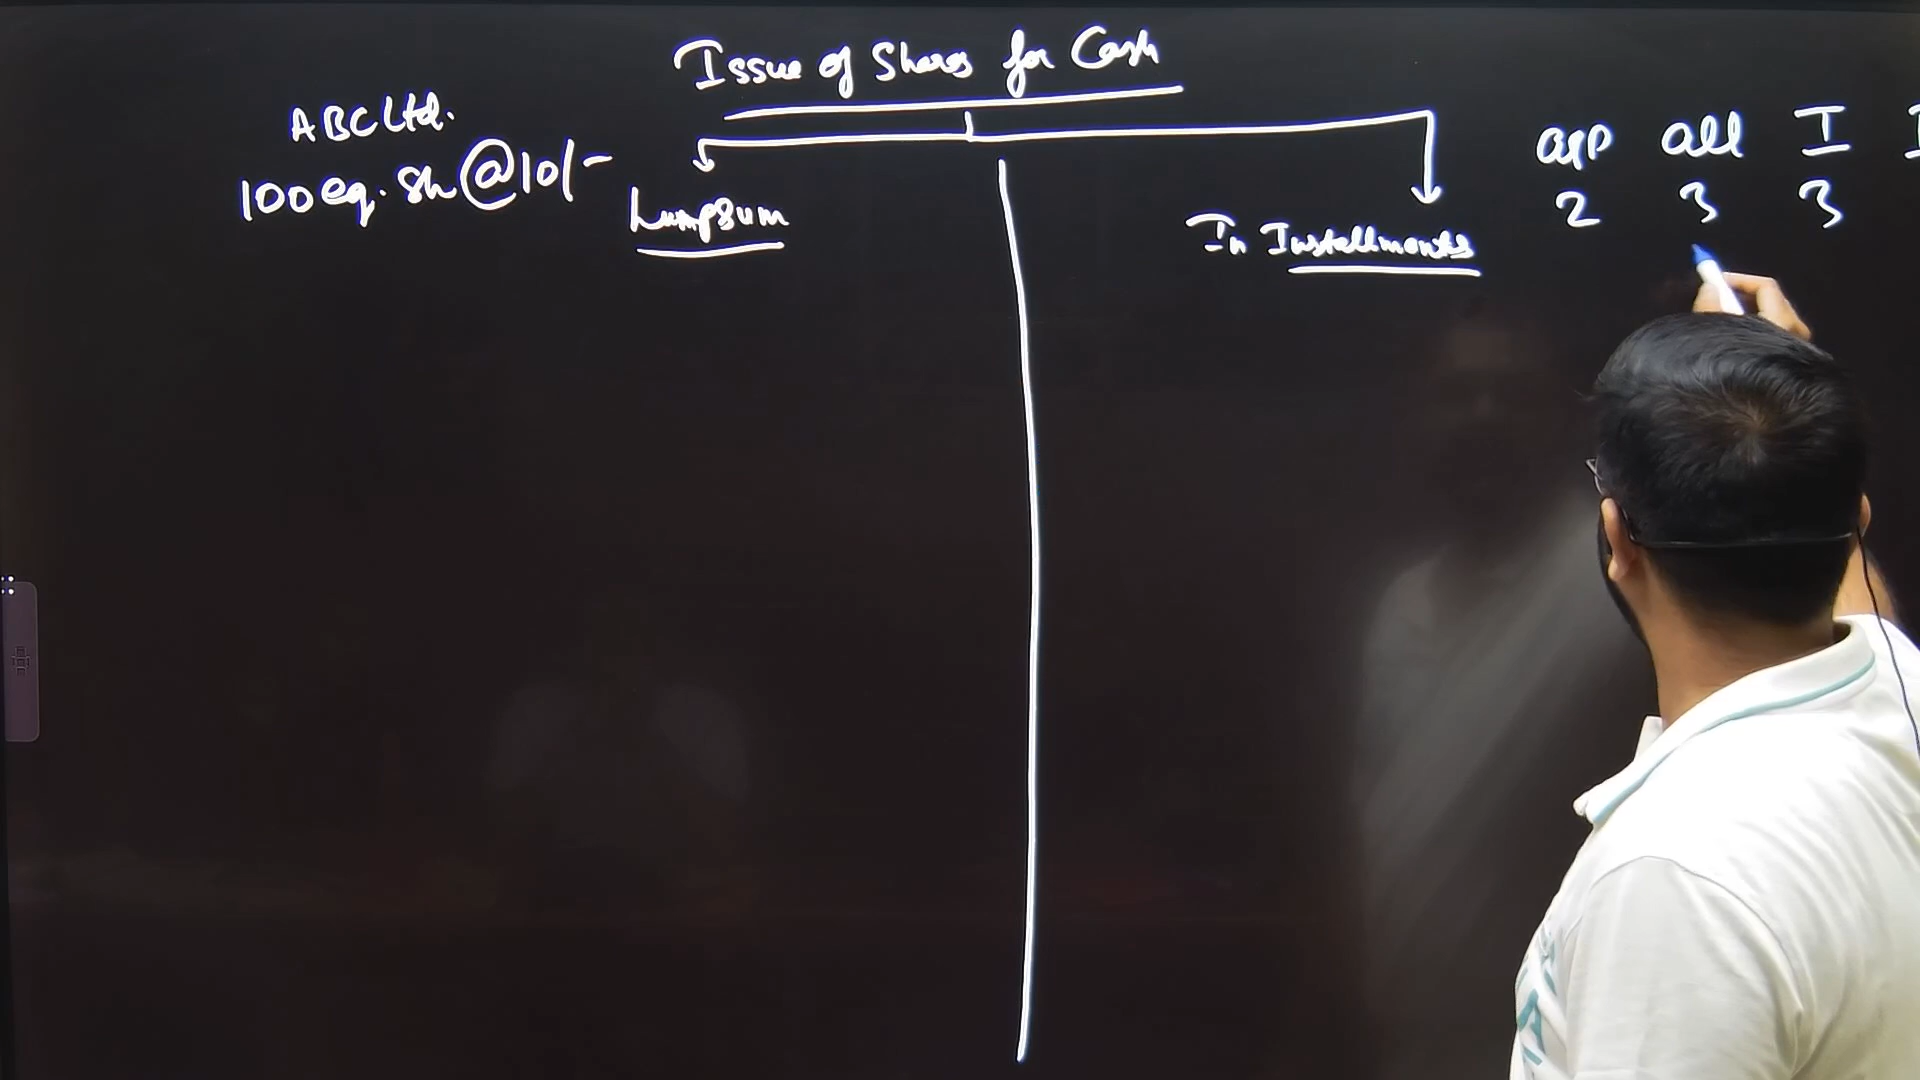 Issue of Shares for Cash
ABC Ltd.
100 eq. Sh @ 10/-
Lumpsum
In Installments
app all I I
2 3 3